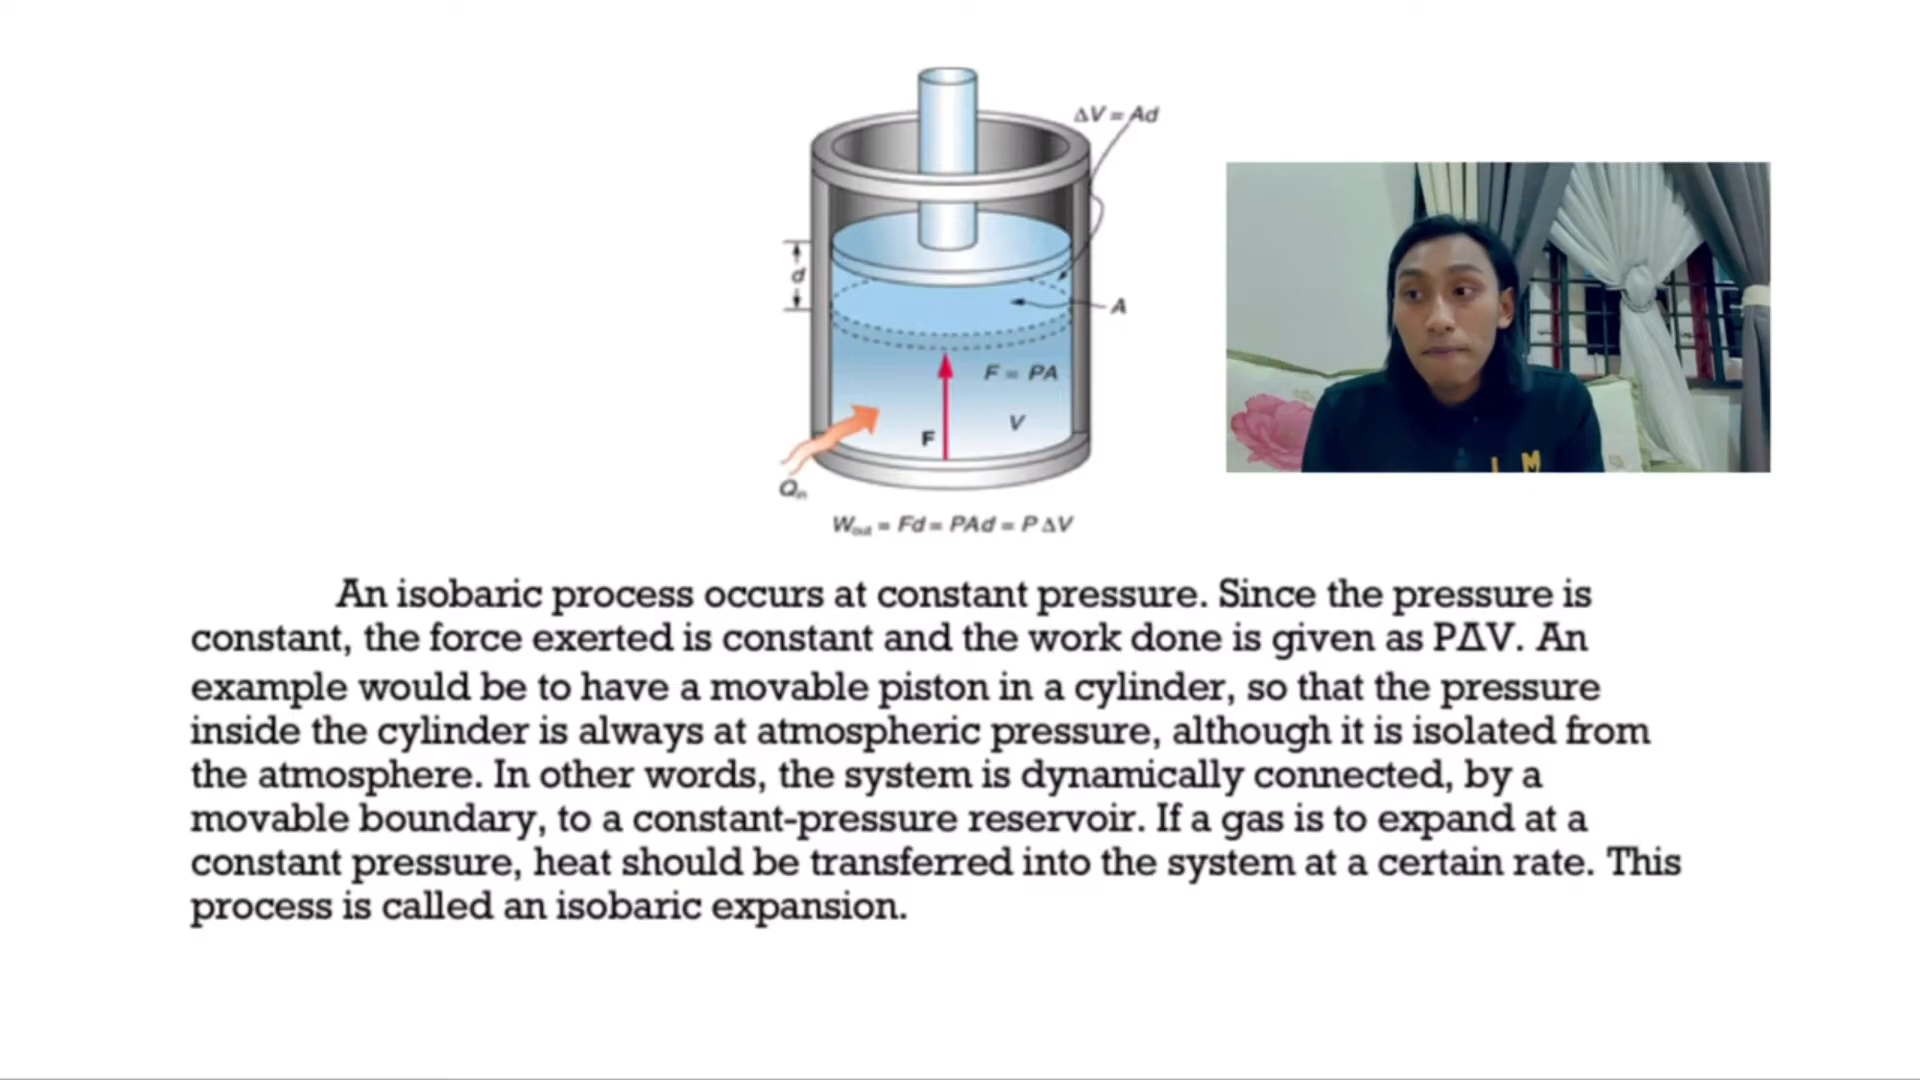 ΔV = Ad
d
A
F = PA
V
F
Qin
Wout = Fd = PAd = P ΔV
An isobaric process occurs at constant pressure. Since the pressure is
constant, the force exerted is constant and the work done is given as PΔV. An
example would be to have a movable piston in a cylinder, so that the pressure
inside the cylinder is always at atmospheric pressure, although it is isolated from
the atmosphere. In other words, the system is dynamically connected, by a
movable boundary, to a constant-pressure reservoir. If a gas is to expand at a
constant pressure, heat should be transferred into the system at a certain rate. This
process is called an isobaric expansion.